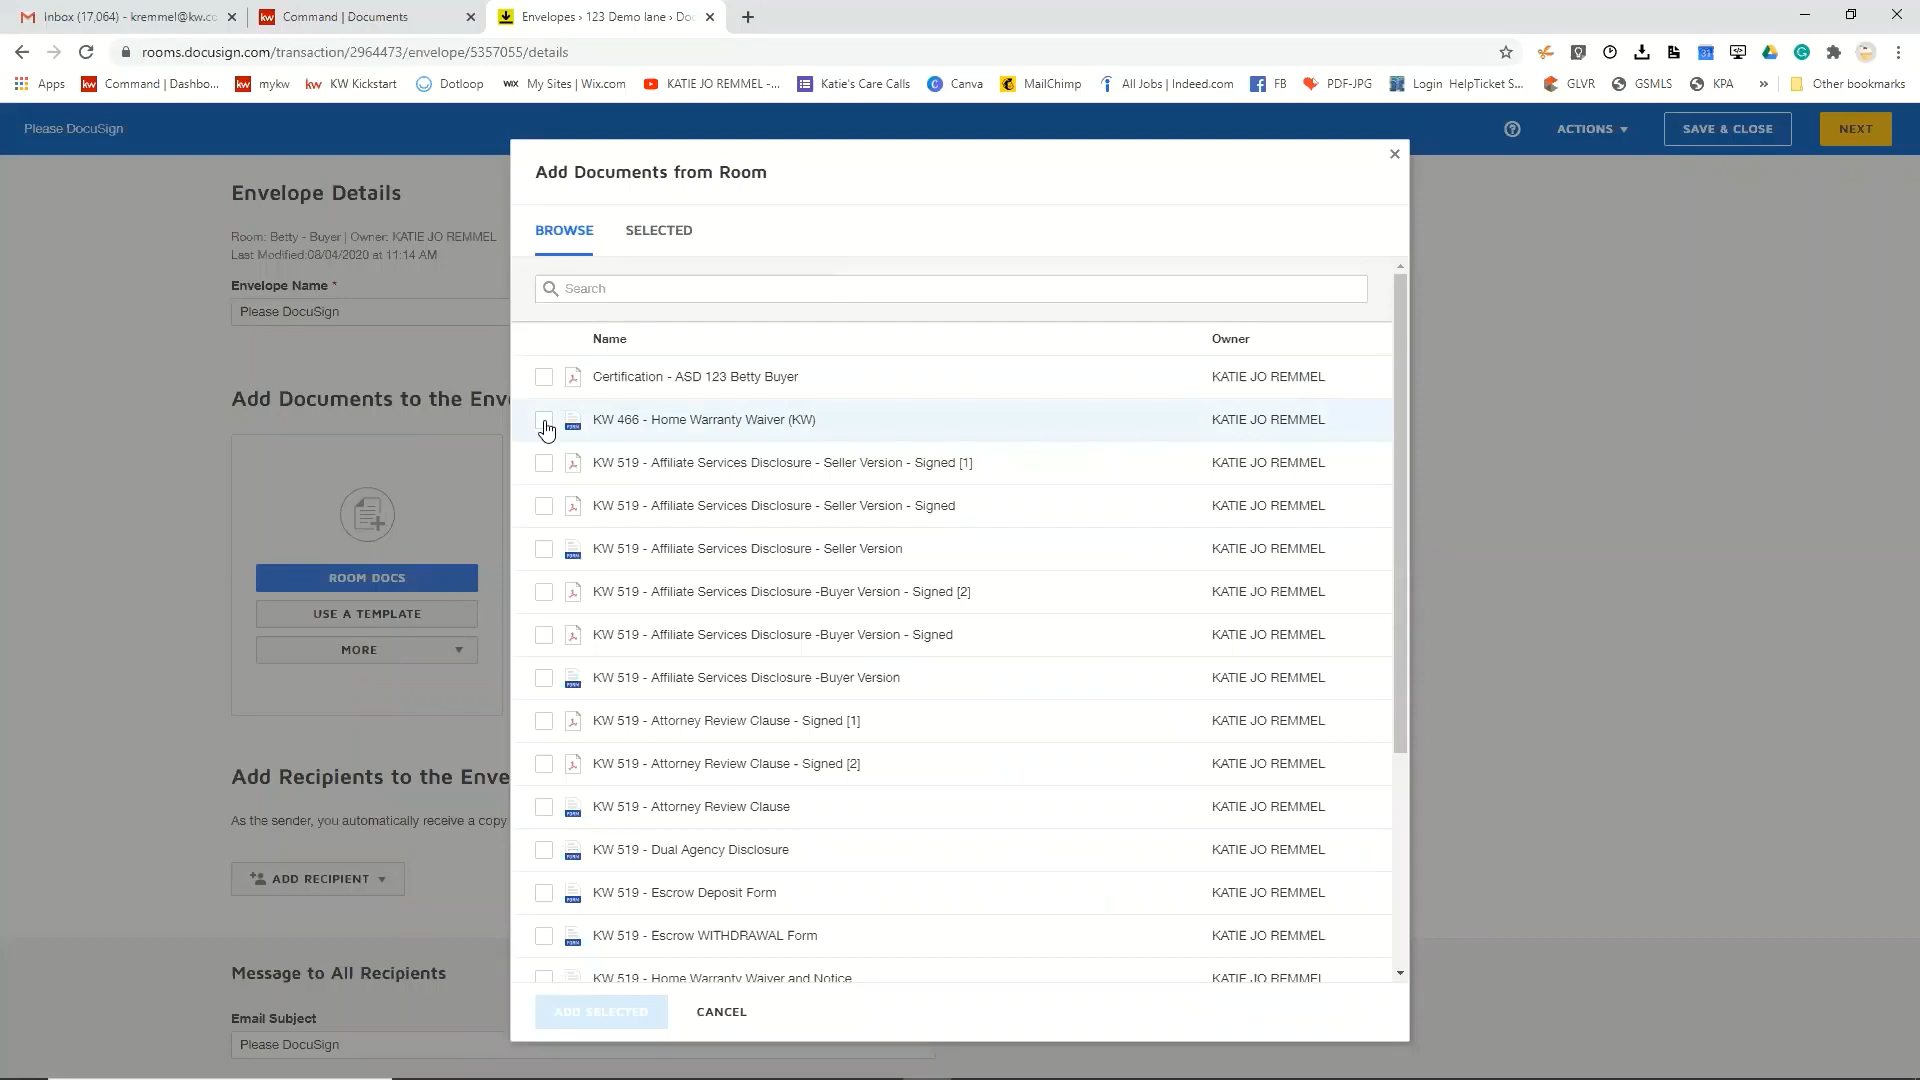 Inbox (17,064) - kremmel@kw.co
Command | Documents
Envelopes › 123 Demo lane › Doc
rooms.docusign.com/transaction/2964473/envelope/5357055/details
Apps
Command | Dashbo...
mykw
KW Kickstart
Dotloop
My Sites | Wix.com
KATIE JO REMMEL -...
Katie's Care Calls
Canva
MailChimp
All Jobs | Indeed.com
FB
PDF-JPG
Login HelpTicket S...
GLVR
GSMLS
KPA
»
Other bookmarks
Please DocuSign
ACTIONS
SAVE & CLOSE
NEXT
Envelope Details
Room: Betty - Buyer | Owner: KATIE JO REMMEL
Last Modified:08/04/2020 at 11:14 AM
Envelope Name *
Please DocuSign
Add Documents to the Env
ROOM DOCS
USE A TEMPLATE
MORE
Add Recipients to the Enve
As the sender, you automatically receive a copy
ADD RECIPIENT
Message to All Recipients
Email Subject
Please DocuSign
Add Documents from Room
BROWSE
SELECTED
Search
Name Owner
Certification - ASD 123 Betty Buyer KATIE JO REMMEL
KW 466 - Home Warranty Waiver (KW) KATIE JO REMMEL
KW 519 - Affiliate Services Disclosure - Seller Version - Signed [1] KATIE JO REMMEL
KW 519 - Affiliate Services Disclosure - Seller Version - Signed KATIE JO REMMEL
KW 519 - Affiliate Services Disclosure - Seller Version KATIE JO REMMEL
KW 519 - Affiliate Services Disclosure -Buyer Version - Signed [2] KATIE JO REMMEL
KW 519 - Affiliate Services Disclosure -Buyer Version - Signed KATIE JO REMMEL
KW 519 - Affiliate Services Disclosure -Buyer Version KATIE JO REMMEL
KW 519 - Attorney Review Clause - Signed [1] KATIE JO REMMEL
KW 519 - Attorney Review Clause - Signed [2] KATIE JO REMMEL
KW 519 - Attorney Review Clause KATIE JO REMMEL
KW 519 - Dual Agency Disclosure KATIE JO REMMEL
KW 519 - Escrow Deposit Form KATIE JO REMMEL
KW 519 - Escrow WITHDRAWAL Form KATIE JO REMMEL
KW 519 - Home Warranty Waiver and Notice KATIE JO REMMEL
ADD SELECTED
CANCEL